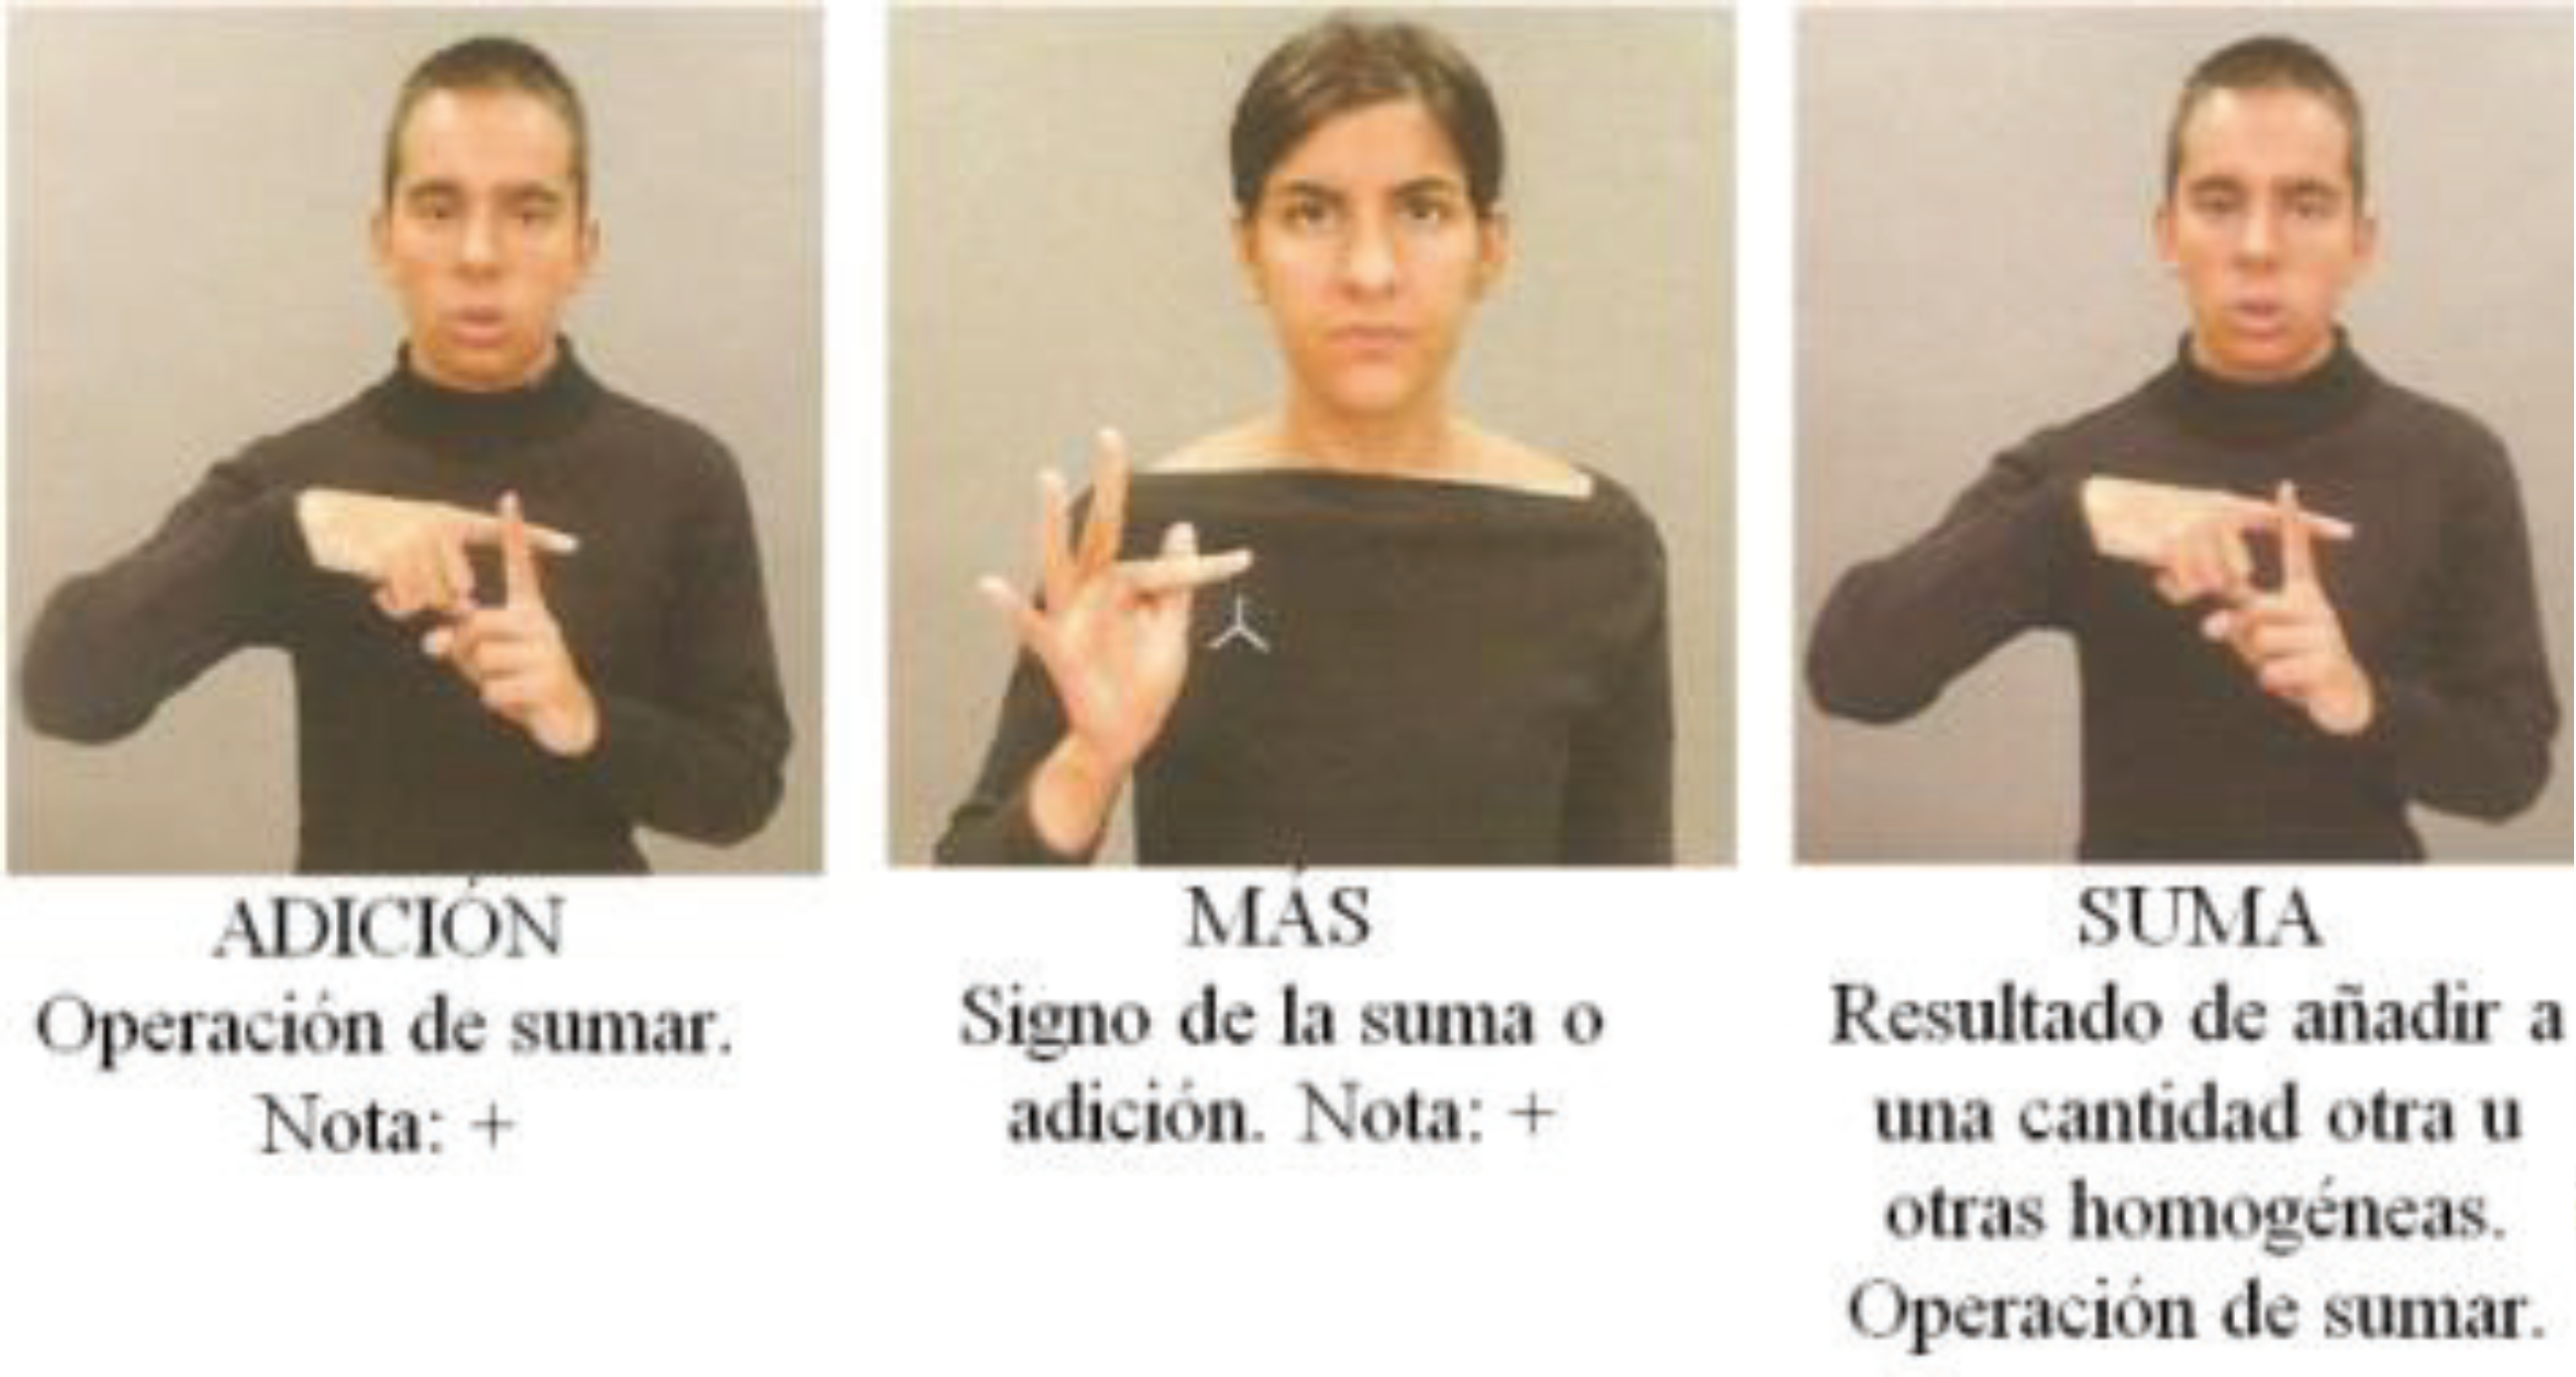 ADICIÓN
Operación de sumar.
Nota: +
MÁS
Signo de la suma o
adición. Nota: +
SUMA
Resultado de añadir a
una cantidad otra u
otras homogéneas.
Operación de sumar.